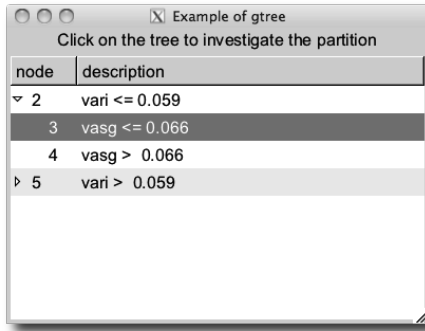 Example of gtree
Click on the tree to investigate the partition
node description
2 vari <= 0.059
3 vasg <= 0.066
4 vasg > 0.066
5 vari > 0.059